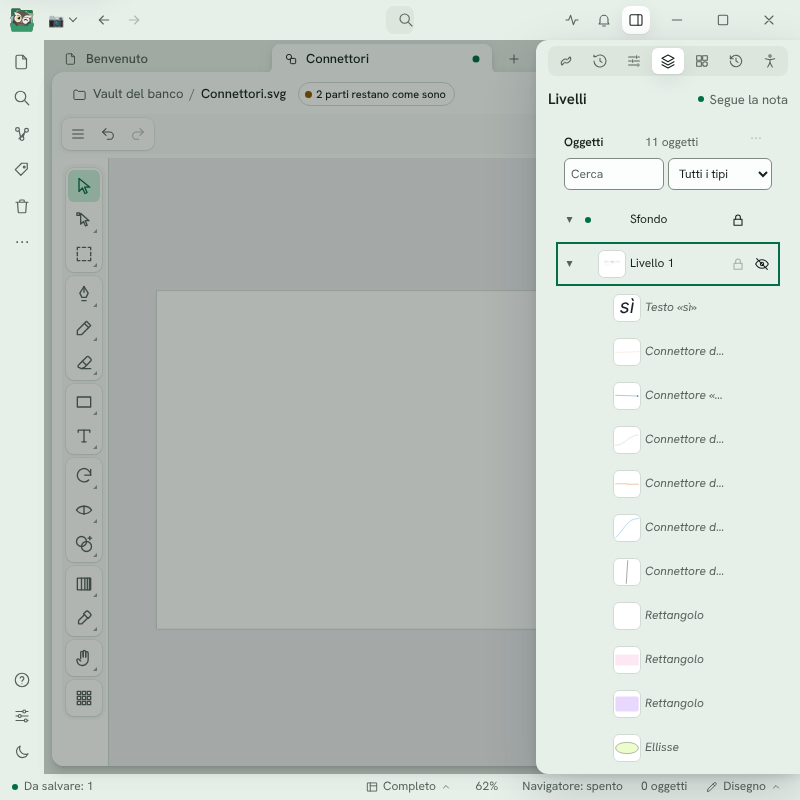 Benvenuto
Connettori
Vault del banco / Connettori.svg
2 parti restano come sono
Livelli
Segue la nota
Oggetti
11 oggetti
Cerca
Tutti i tipi
Sfondo
Livello 1
sì
Testo «sì»
Connettore d...
Connettore «...
Connettore d...
Connettore d...
Connettore d...
Connettore d...
Rettangolo
Rettangolo
Rettangolo
Ellisse
Da salvare: 1
Completo
62%
Navigatore: spento
0 oggetti
Disegno